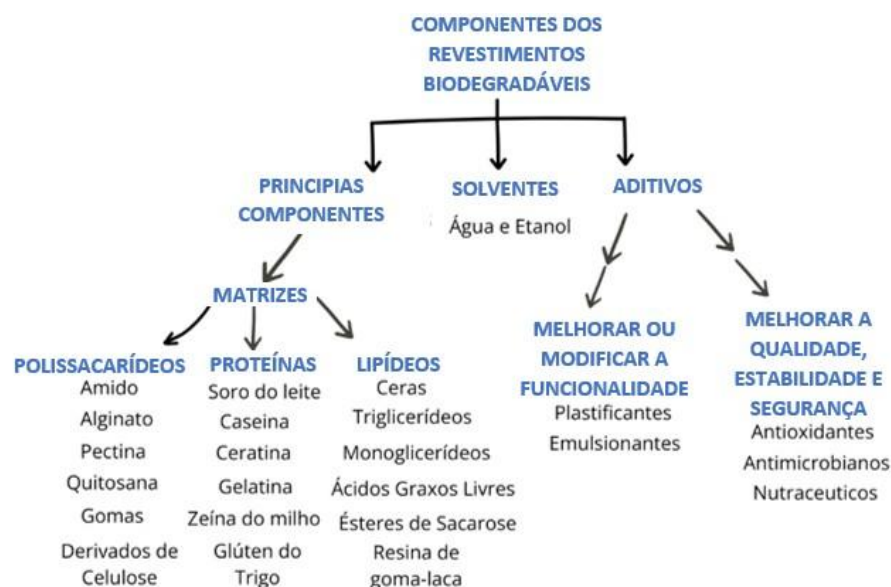 COMPONENTES DOS
REVESTIMENTOS
BIODEGRADÁVEIS
PRINCIPIAS
COMPONENTES
SOLVENTES
Água e Etanol
ADITIVOS
MATRIZES
POLISSACARÍDEOS
Amido
Alginato
Pectina
Quitosana
Gomas
Derivados de
Celulose
PROTEÍNAS
Soro do leite
Caseina
Ceratina
Gelatina
Zeína do milho
Glúten do
Trigo
LIPÍDEOS
Ceras
Triglicerídeos
Monoglicerídeos
Ácidos Graxos Livres
Ésteres de Sacarose
Resina de
goma-laca
MELHORAR OU
MODIFICAR A
FUNCIONALIDADE
Plastificantes
Emulsionantes
MELHORAR A
QUALIDADE,
ESTABILIDADE E
SEGURANÇA
Antioxidantes
Antimicrobianos
Nutraceuticos